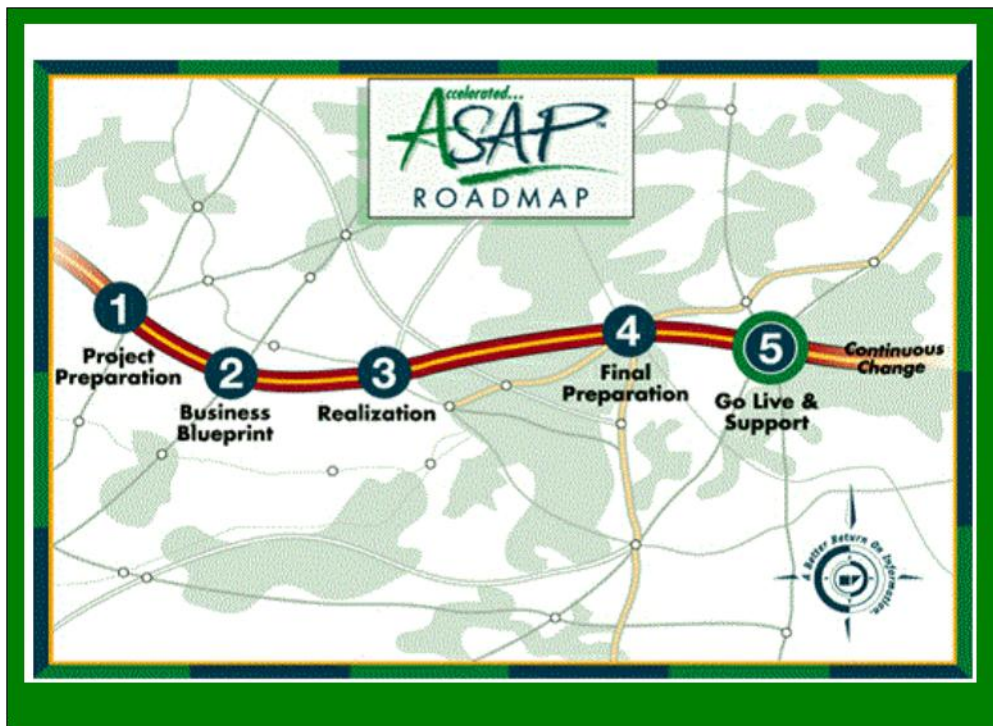 Accelerated...
ASAP™
ROADMAP
1
Project
Preparation
2
Business
Blueprint
3
Realization
4
Final
Preparation
5
Go Live &
Support
Continuous
Change
A Better Return On Information.